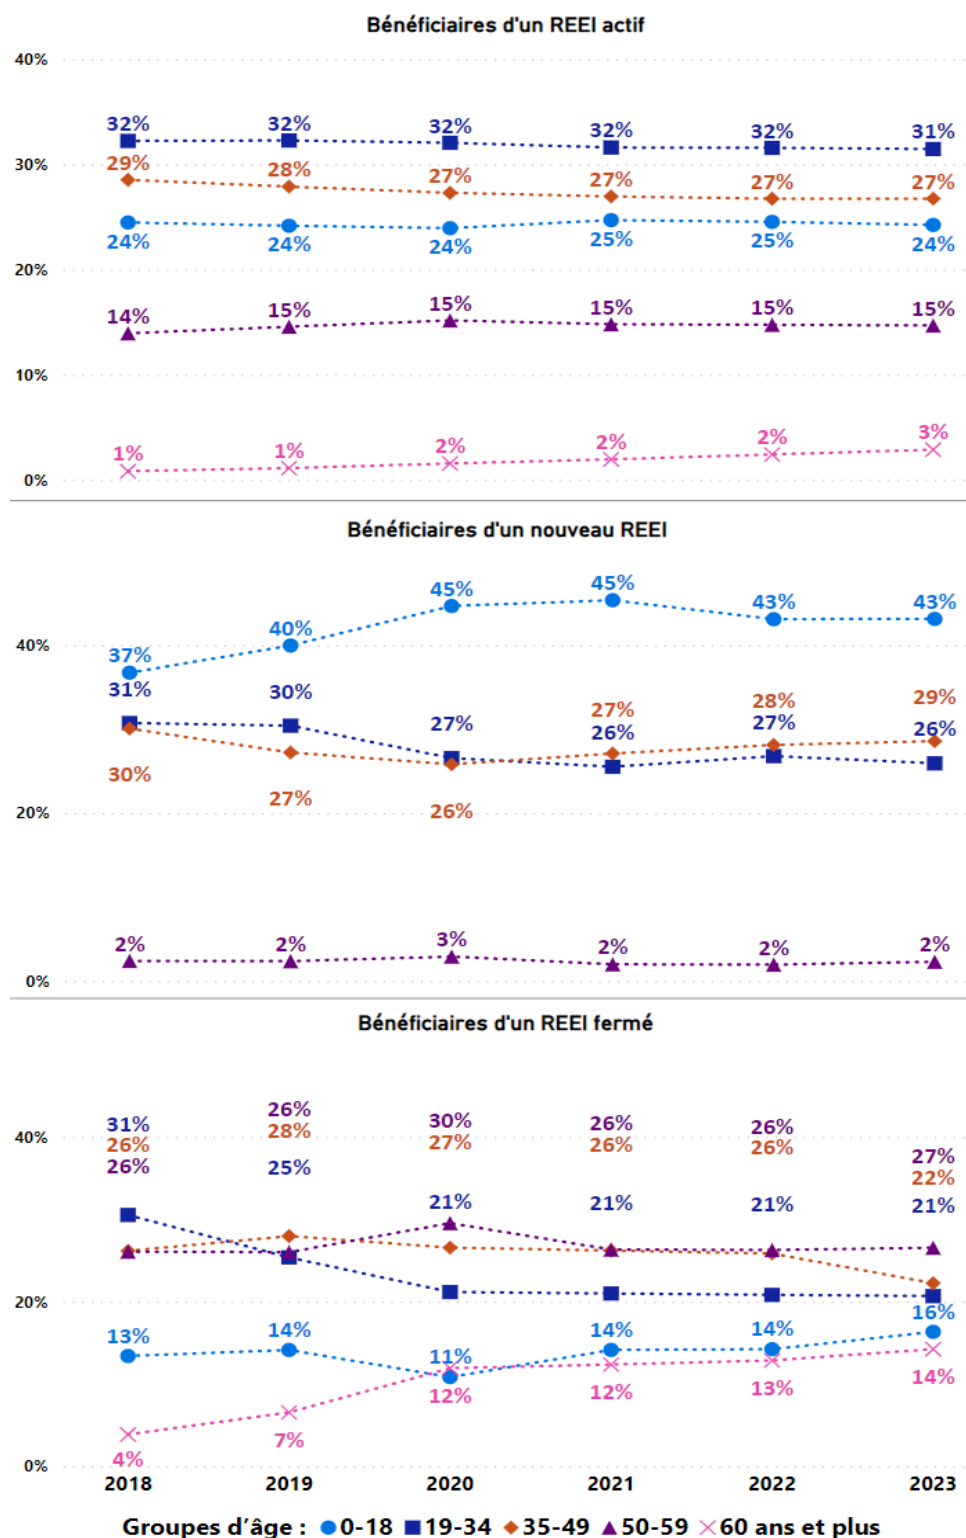 Bénéficiaires d'un REEI actif
40%
32% 32% 32% 32% 32% 31%
30%
29% 28% 27% 27% 27% 27%
24% 24% 24% 25% 25% 24%
20%
14% 15% 15% 15% 15% 15%
10%
1% 1% 2% 2% 2% 3%
0%
Bénéficiaires d'un nouveau REEI
37% 40% 45% 45% 43% 43%
40%
31% 30% 27% 26% 27% 26%
30% 27% 26% 27% 28% 29%
20%
2% 2% 3% 2% 2% 2%
0%
Bénéficiaires d'un REEI fermé
31% 26% 30% 26% 26% 27%
40%
26% 28% 27% 26% 26% 22%
26% 25% 21% 21% 21% 21%
20%
13% 14% 11% 14% 14% 16%
4% 7% 12% 12% 13% 14%
0%
2018 2019 2020 2021 2022 2023
Groupes d'âge : 0-18 19-34 35-49 50-59 60 ans et plus